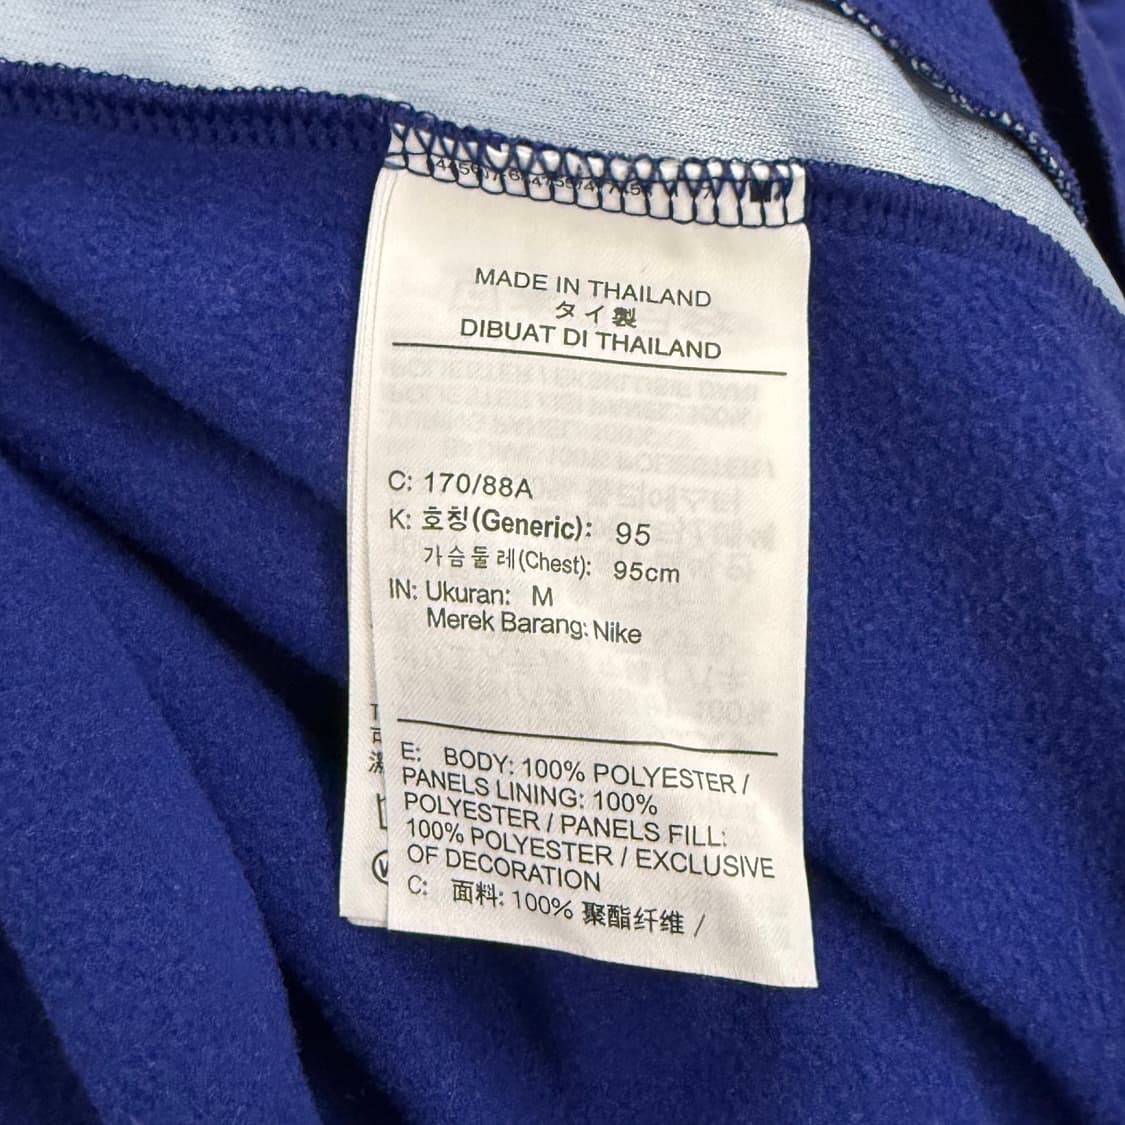 MADE IN THAILAND
タイ製
DIBUAT DI THAILAND
C: 170/88A
K: 호칭(Generic): 95
가슴둘레(Chest): 95cm
IN: Ukuran: M
Merek Barang: Nike
E: BODY: 100% POLYESTER /
PANELS LINING: 100%
POLYESTER / PANELS FILL:
100% POLYESTER / EXCLUSIVE
OF DECORATION
C: 面料: 100% 聚酯纤维 /